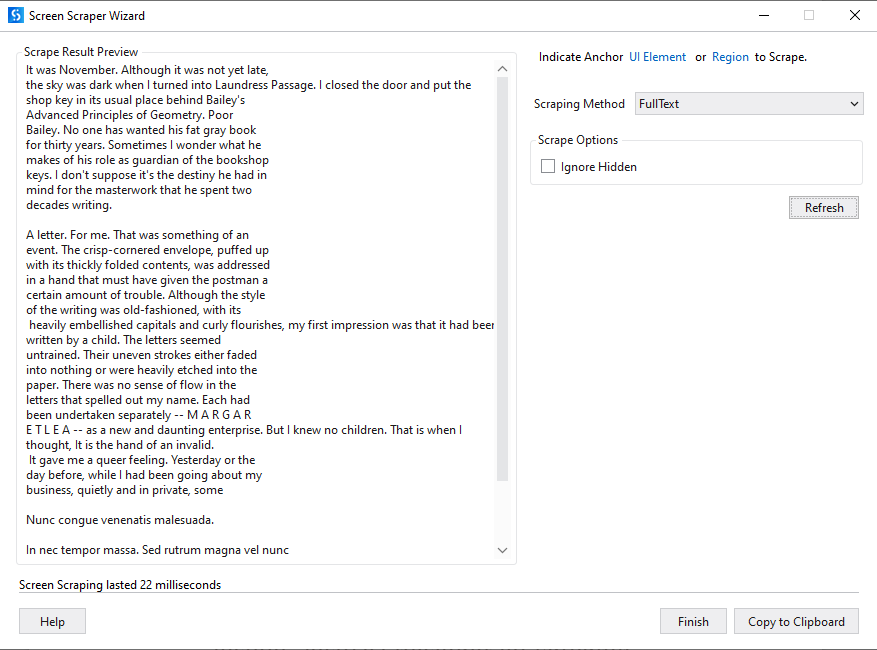 Screen Scraper Wizard
Scrape Result Preview
It was November. Although it was not yet late,
the sky was dark when I turned into Laundress Passage. I closed the door and put the
shop key in its usual place behind Bailey's
Advanced Principles of Geometry. Poor
Bailey. No one has wanted his fat gray book
for thirty years. Sometimes I wonder what he
makes of his role as guardian of the bookshop
keys. I don't suppose it's the destiny he had in
mind for the masterwork that he spent two
decades writing.
A letter. For me. That was something of an
event. The crisp-cornered envelope, puffed up
with its thickly folded contents, was addressed
in a hand that must have given the postman a
certain amount of trouble. Although the style
of the writing was old-fashioned, with its
heavily embellished capitals and curly flourishes, my first impression was that it had been
written by a child. The letters seemed
untrained. Their uneven strokes either faded
into nothing or were heavily etched into the
paper. There was no sense of flow in the
letters that spelled out my name. Each had
been undertaken separately -- M A R G A R
E T L E A -- as a new and daunting enterprise. But I knew no children. That is when I
thought, It is the hand of an invalid.
It gave me a queer feeling. Yesterday or the
day before, while I had been going about my
business, quietly and in private, some
Nunc congue venenatis malesuada.
In nec tempor massa. Sed rutrum magna vel nunc
Indicate Anchor UI Element or Region to Scrape.
Scraping Method FullText
Scrape Options
Ignore Hidden
Refresh
Screen Scraping lasted 22 milliseconds
Help
Finish
Copy to Clipboard